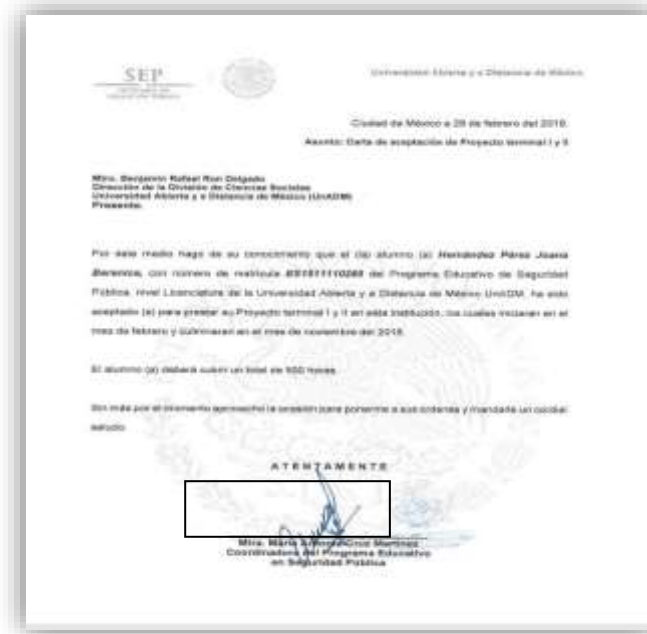 SEP
Universidad Abierta y a Distancia de México
Ciudad de México a 28 de febrero del 2018.
Asunto: Carta de aceptación de Proyecto terminal I y II
Mtro. Benjamín Rafael Ron Delgado
Dirección de la División de Ciencias Sociales
Universidad Abierta y a Distancia de México (UnADM)
Presente.
Por este medio hago de su conocimiento que el (la) alumno (a) Hernández Pérez Joana
Berenice, con número de matrícula del Programa Educativo de Seguridad
Pública, nivel Licenciatura de la Universidad Abierta y a Distancia de México UnADM, ha sido
aceptado (a) para prestar su Proyecto terminal I y II en esta institución, los cuales iniciaran en el
mes de febrero y culminaran en el mes de noviembre del 2018.
El alumno (a) deberá cubrir un total de horas.
Sin más por el momento aprovecho la ocasión para ponerme a sus órdenes y mandarle un cordial
saludo.
ATENTAMENTE
Mtra. María Cruz Martínez
Coordinadora del Programa Educativo
en Seguridad Pública